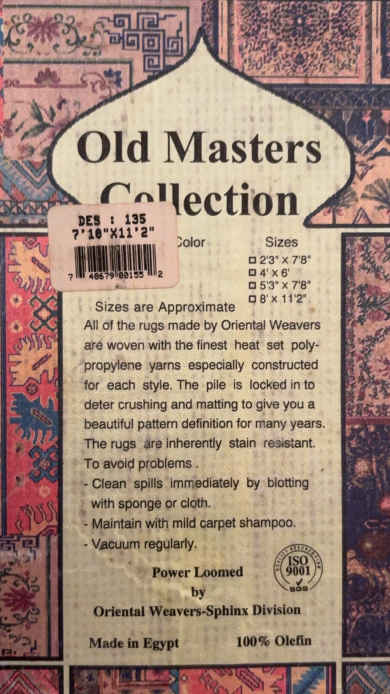 Old Masters
Collection
DES : 135
7'10"X11'2"
7 48679 80155 2
Color Sizes
2'3" X 7'8"
4' x 6'
5'3" x 7'8"
8' x 11'2"
Sizes are Approximate
All of the rugs made by Oriental Weavers
are woven with the finest heat set poly-
propylene yarns especially constructed
for each style. The pile is locked in to
deter crushing and matting to give you a
beautiful pattern definition for many years.
The rugs are inherently stain resistant.
To avoid problems .
- Clean spills immediately by blotting
with sponge or cloth.
- Maintain with mild carpet shampoo.
- Vacuum regularly.
ISO
9001
SGS
Power Loomed
by
Oriental Weavers-Sphinx Division
Made in Egypt 100% Olefin